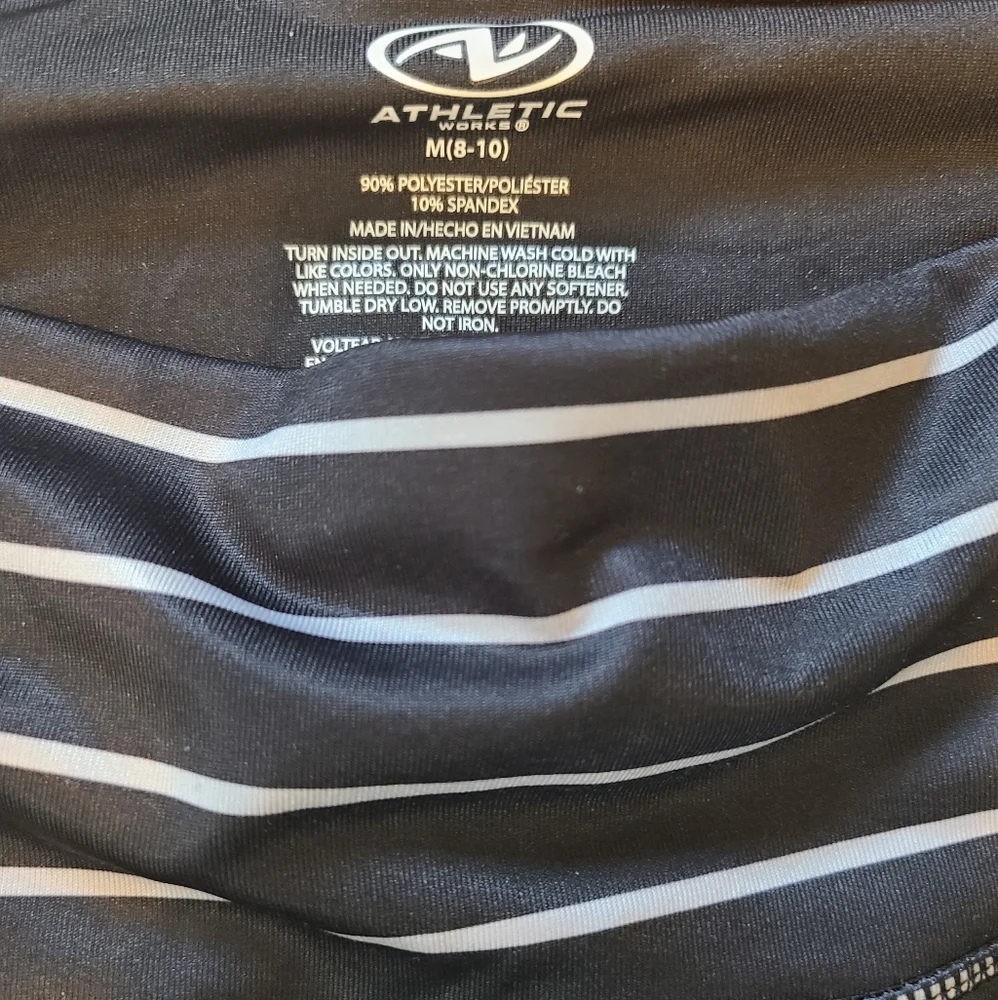 ATHLETIC
WORKS®
M(8-10)
90% POLYESTER/POLIÉSTER
10% SPANDEX
MADE IN/HECHO EN VIETNAM
TURN INSIDE OUT. MACHINE WASH COLD WITH
LIKE COLORS. ONLY NON-CHLORINE BLEACH
WHEN NEEDED. DO NOT USE ANY SOFTENER.
TUMBLE DRY LOW. REMOVE PROMPTLY. DO
NOT IRON.
VOLTEAR
EN